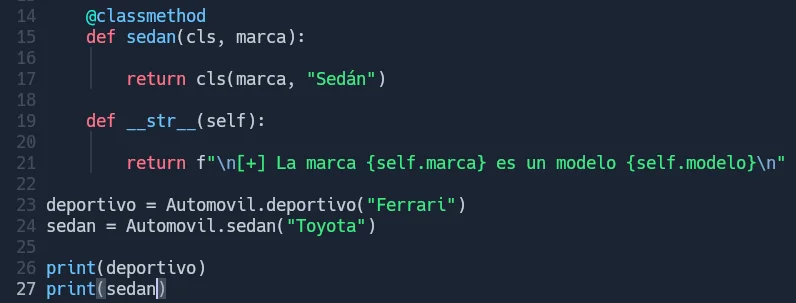 14 @classmethod
15 def sedan(cls, marca):
16
17 return cls(marca, "Sedán")
18
19 def __str__(self):
20
21 return f"\n[+] La marca {self.marca} es un modelo {self.modelo}\n"
22
23 deportivo = Automovil.deportivo("Ferrari")
24 sedan = Automovil.sedan("Toyota")
25
26 print(deportivo)
27 print(sedan)